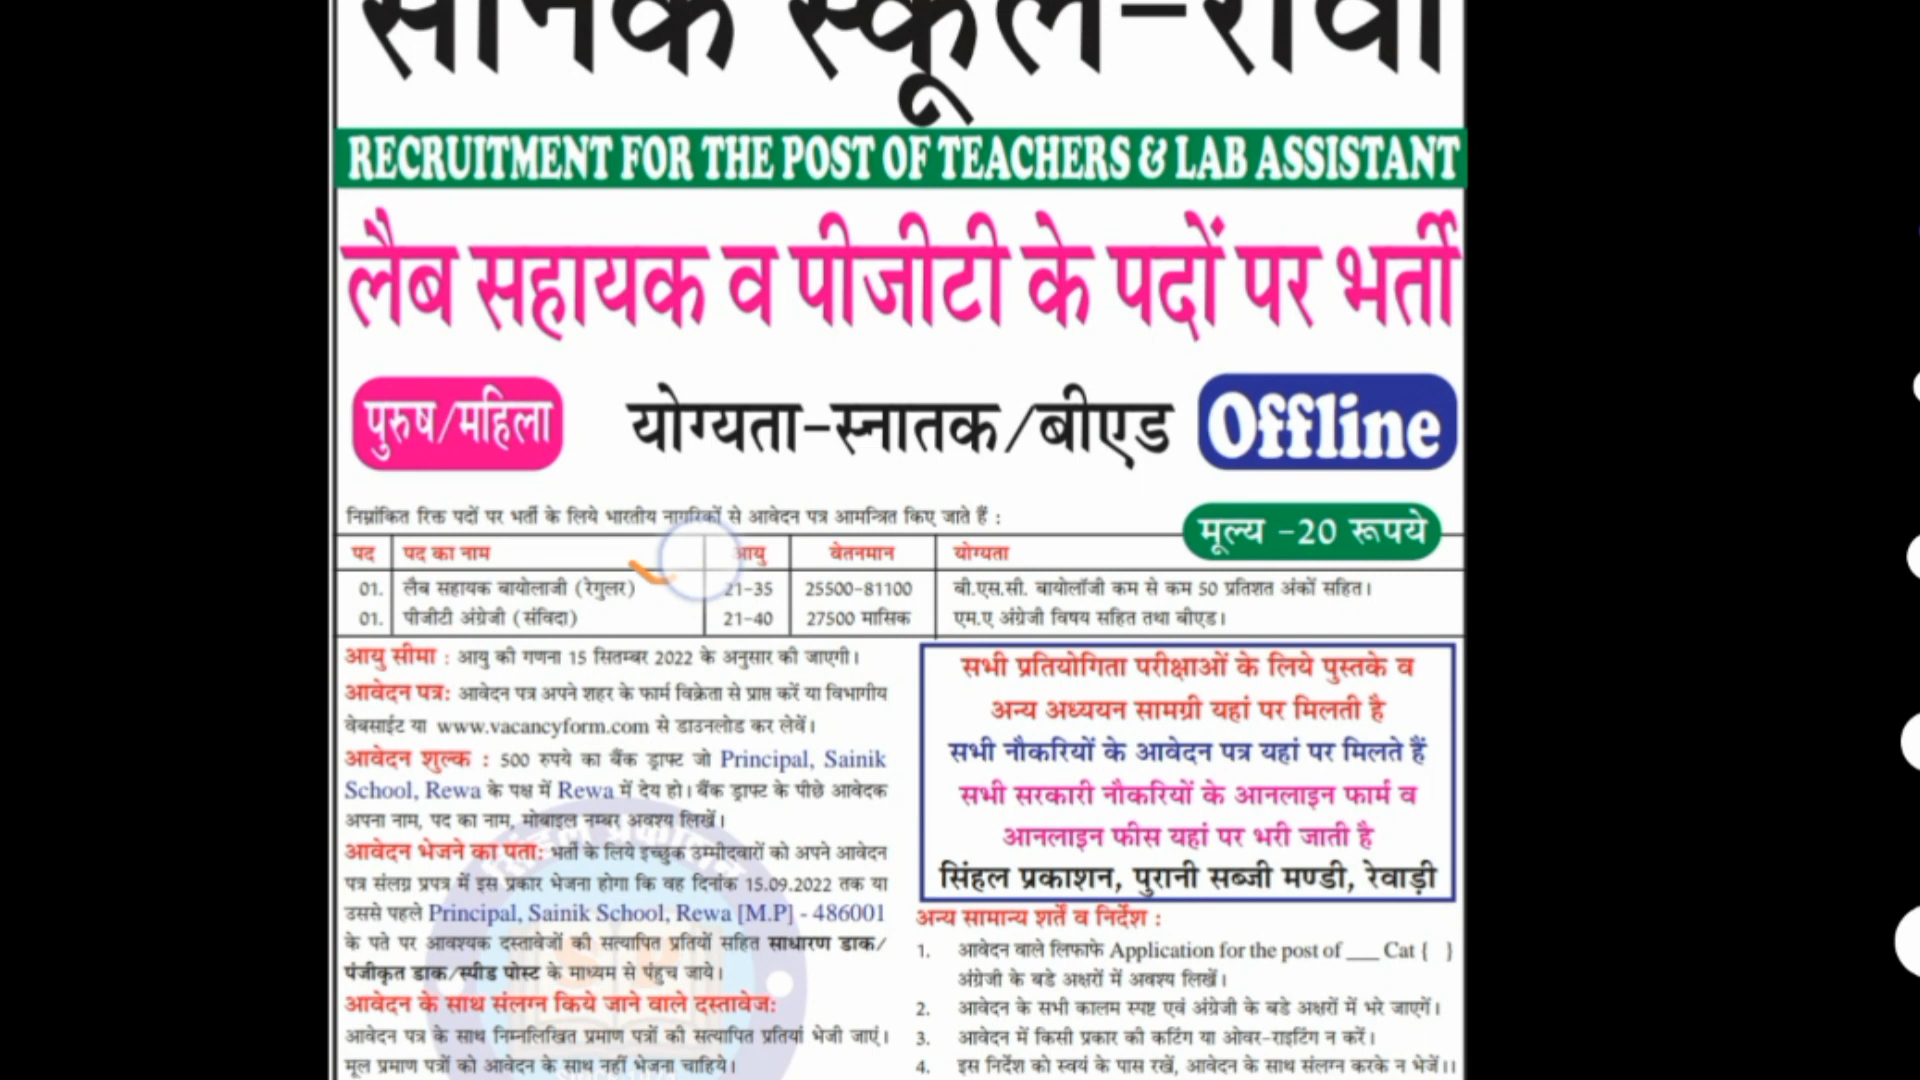 सैनिक स्कूल-रीवा
RECRUITMENT FOR THE POST OF TEACHERS & LAB ASSISTANT
लैब सहायक व पीजीटी के पदों पर भर्ती
पुरुष/महिला योग्यता-स्नातक/बीएड Offline
निम्नांकित रिक्त पदों पर भर्ती के लिये भारतीय नागरिकों से आवेदन पत्र आमन्त्रित किए जाते हैं :
मूल्य -20 रूपये
पद पद का नाम आयु वेतनमान योग्यता
01. लैब सहायक बायोलाजी (रेगुलर) 21-35 25500-81100 बी.एस.सी. बायोलॉजी कम से कम 50 प्रतिशत अंकों सहित।
01. पीजीटी अंग्रेजी (संविदा) 21-40 27500 मासिक एम.ए अंग्रेजी विषय सहित तथा बीएड।
आयु सीमा : आयु की गणना 15 सितम्बर 2022 के अनुसार की जाएगी।
आवेदन पत्र: आवेदन पत्र अपने शहर के फार्म विक्रेता से प्राप्त करें या विभागीय
वेबसाईट या www.vacancyform.com से डाउनलोड कर लेवें।
आवेदन शुल्क : 500 रुपये का बैंक ड्राफ्ट जो Principal, Sainik
School, Rewa के पक्ष में Rewa में देय हो। बैंक ड्राफ्ट के पीछे आवेदक
अपना नाम, पद का नाम, मोबाइल नम्बर अवश्य लिखें।
आवेदन भेजने का पता: भर्ती के लिये इच्छुक उम्मीदवारों को अपने आवेदन
पत्र संलग्न प्रपत्र में इस प्रकार भेजना होगा कि वह दिनांक 15.09.2022 तक या
उससे पहले Principal, Sainik School, Rewa [M.P] - 486001
के पते पर आवश्यक दस्तावेजों की सत्यापित प्रतियों सहित साधारण डाक/
पंजीकृत डाक/स्पीड पोस्ट के माध्यम से पंहुच जाये।
आवेदन के साथ संलग्न किये जाने वाले दस्तावेज:
आवेदन पत्र के साथ निम्नलिखित प्रमाण पत्रों की सत्यापित प्रतियां भेजी जाएं।
मूल प्रमाण पत्रों को आवेदन के साथ नहीं भेजना चाहिये।
सभी प्रतियोगिता परीक्षाओं के लिये पुस्तके व
अन्य अध्ययन सामग्री यहां पर मिलती है
सभी नौकरियों के आवेदन पत्र यहां पर मिलते हैं
सभी सरकारी नौकरियों के आनलाइन फार्म व
आनलाइन फीस यहां पर भरी जाती है
सिंहल प्रकाशन, पुरानी सब्जी मण्डी, रेवाड़ी
अन्य सामान्य शर्ते व निर्देश :
1. आवेदन वाले लिफाफे Application for the post of ___ Cat { }
अंग्रेजी के बडे अक्षरों में अवश्य लिखें।
2. आवेदन के सभी कालम स्पष्ट एवं अंग्रेजी के बडे अक्षरों में भरे जाएगें।
3. आवेदन में किसी प्रकार की कटिंग या ओवर-राइटिंग न करें।
4. इस निर्देश को स्वयं के पास रखें, आवेदन के साथ संलग्न करके न भेजें।।